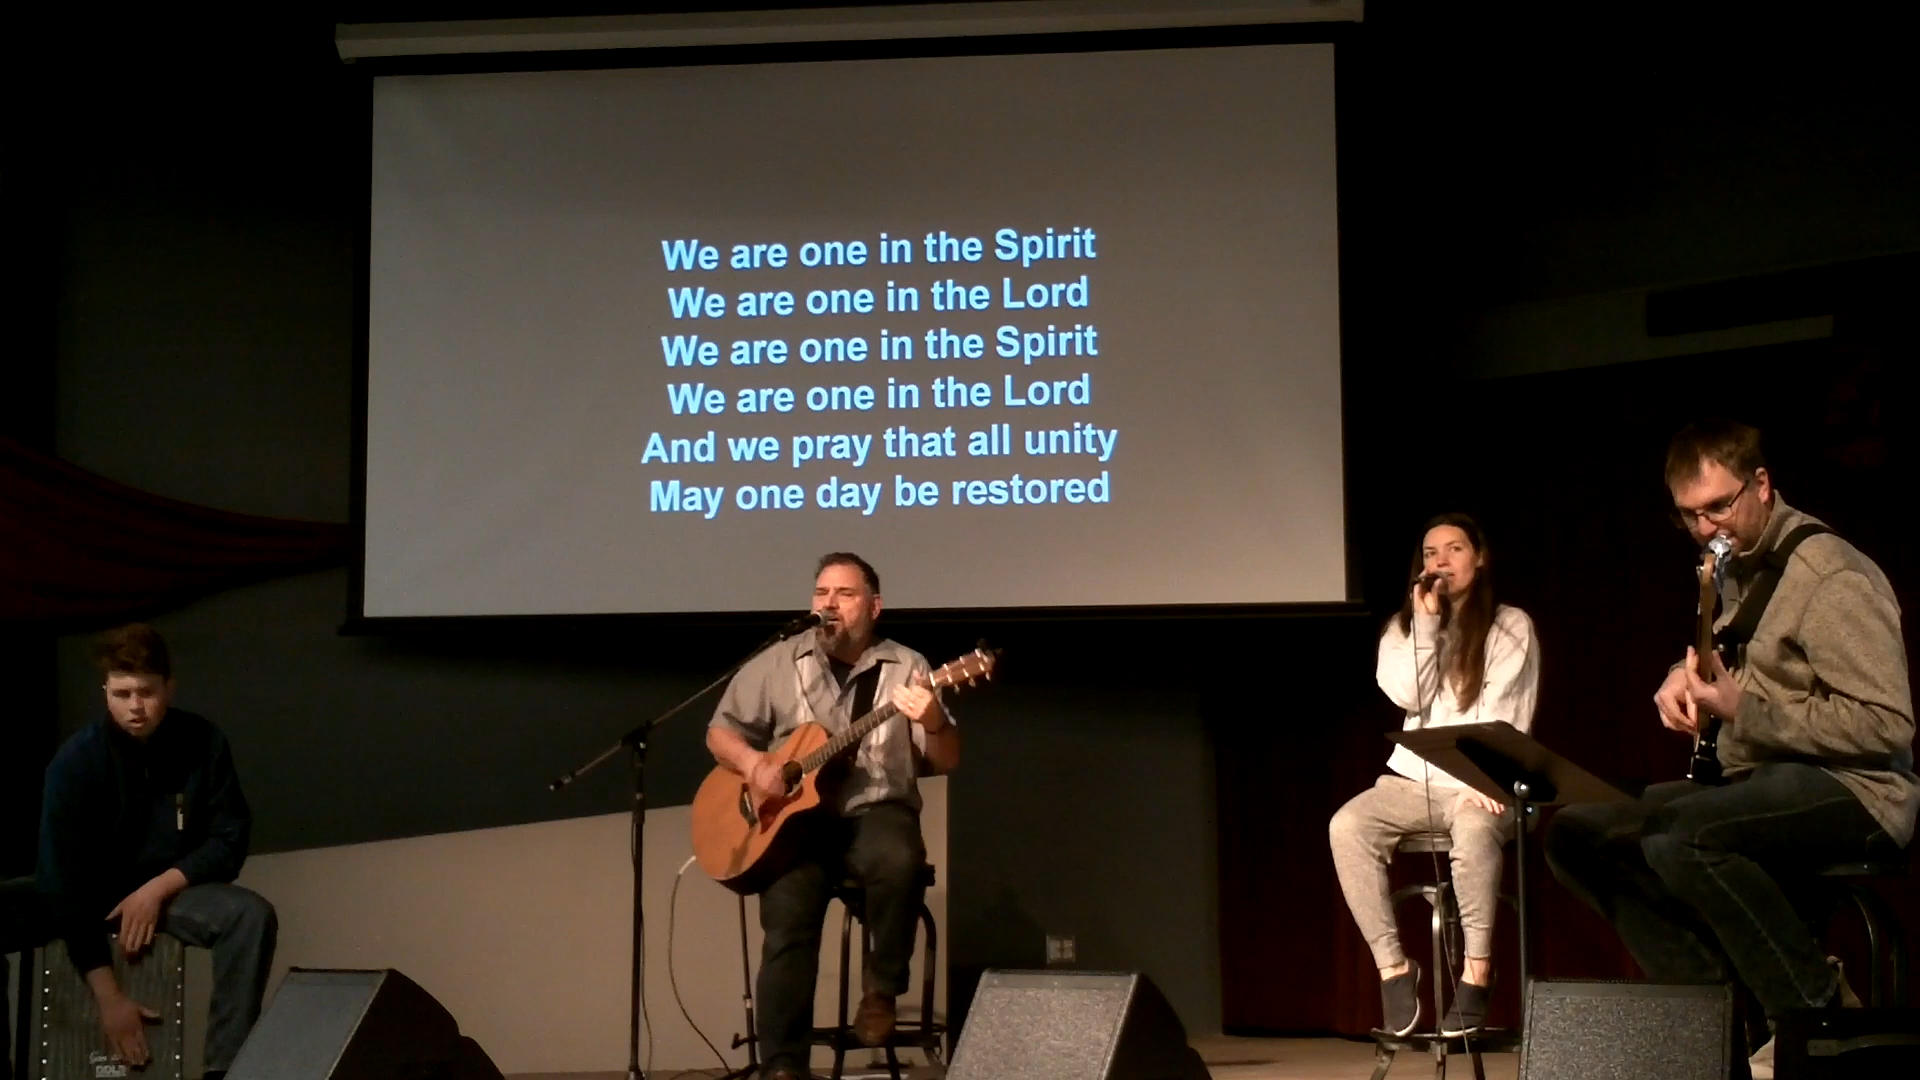 We are one in the Spirit
We are one in the Lord
We are one in the Spirit
We are one in the Lord
And we pray that all unity
May one day be restored